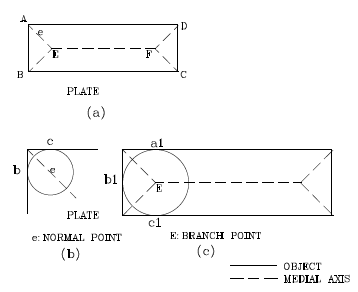 A
D
e
E
F
B
C
PLATE
(a)
c
a1
b
e
b1
E
PLATE
c1
e: NORMAL POINT
E: BRANCH POINT
(b)
(c)
OBJECT
MEDIAL AXIS